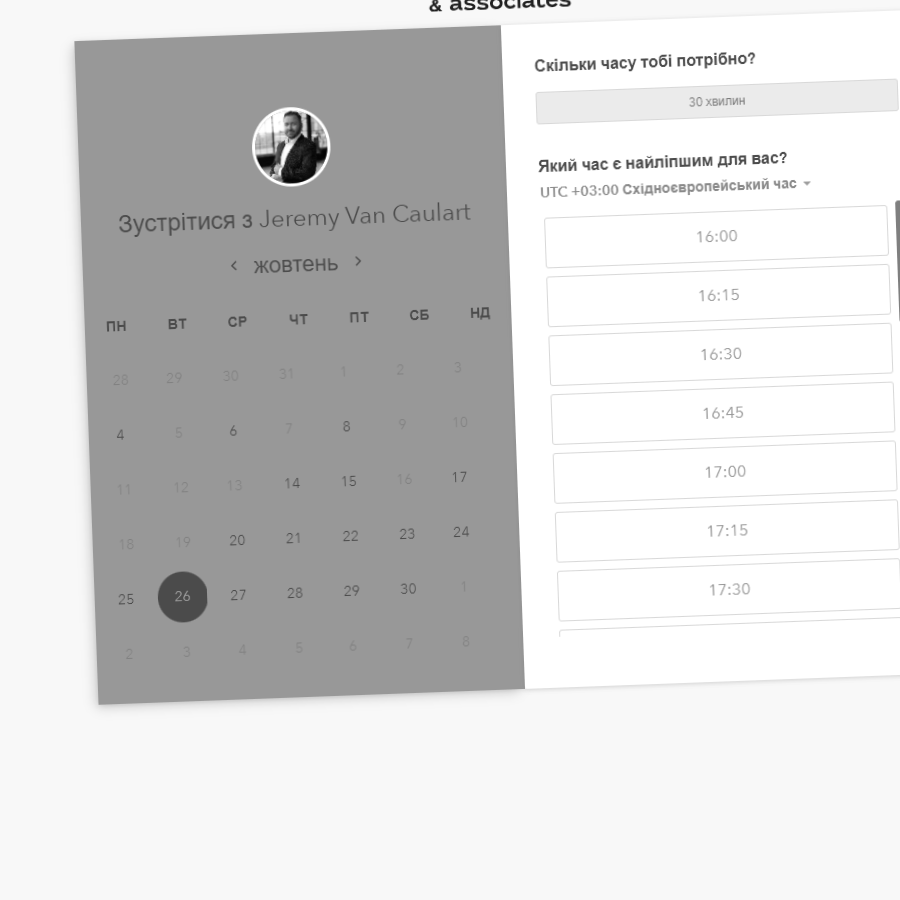 & associates
Зустрітися з Jeremy Van Caulart
‹ жовтень ›
ПН ВТ СР ЧТ ПТ СБ НД
28 29 30 31 1 2 3
4 5 6 7 8 9 10
11 12 13 14 15 16 17
18 19 20 21 22 23 24
25 26 27 28 29 30 1
2 3 4 5 6 7 8
Скільки часу тобі потрібно?
30 хвилин
Який час є найліпшим для вас?
UTC +03:00 Східноєвропейський час
16:00
16:15
16:30
16:45
17:00
17:15
17:30